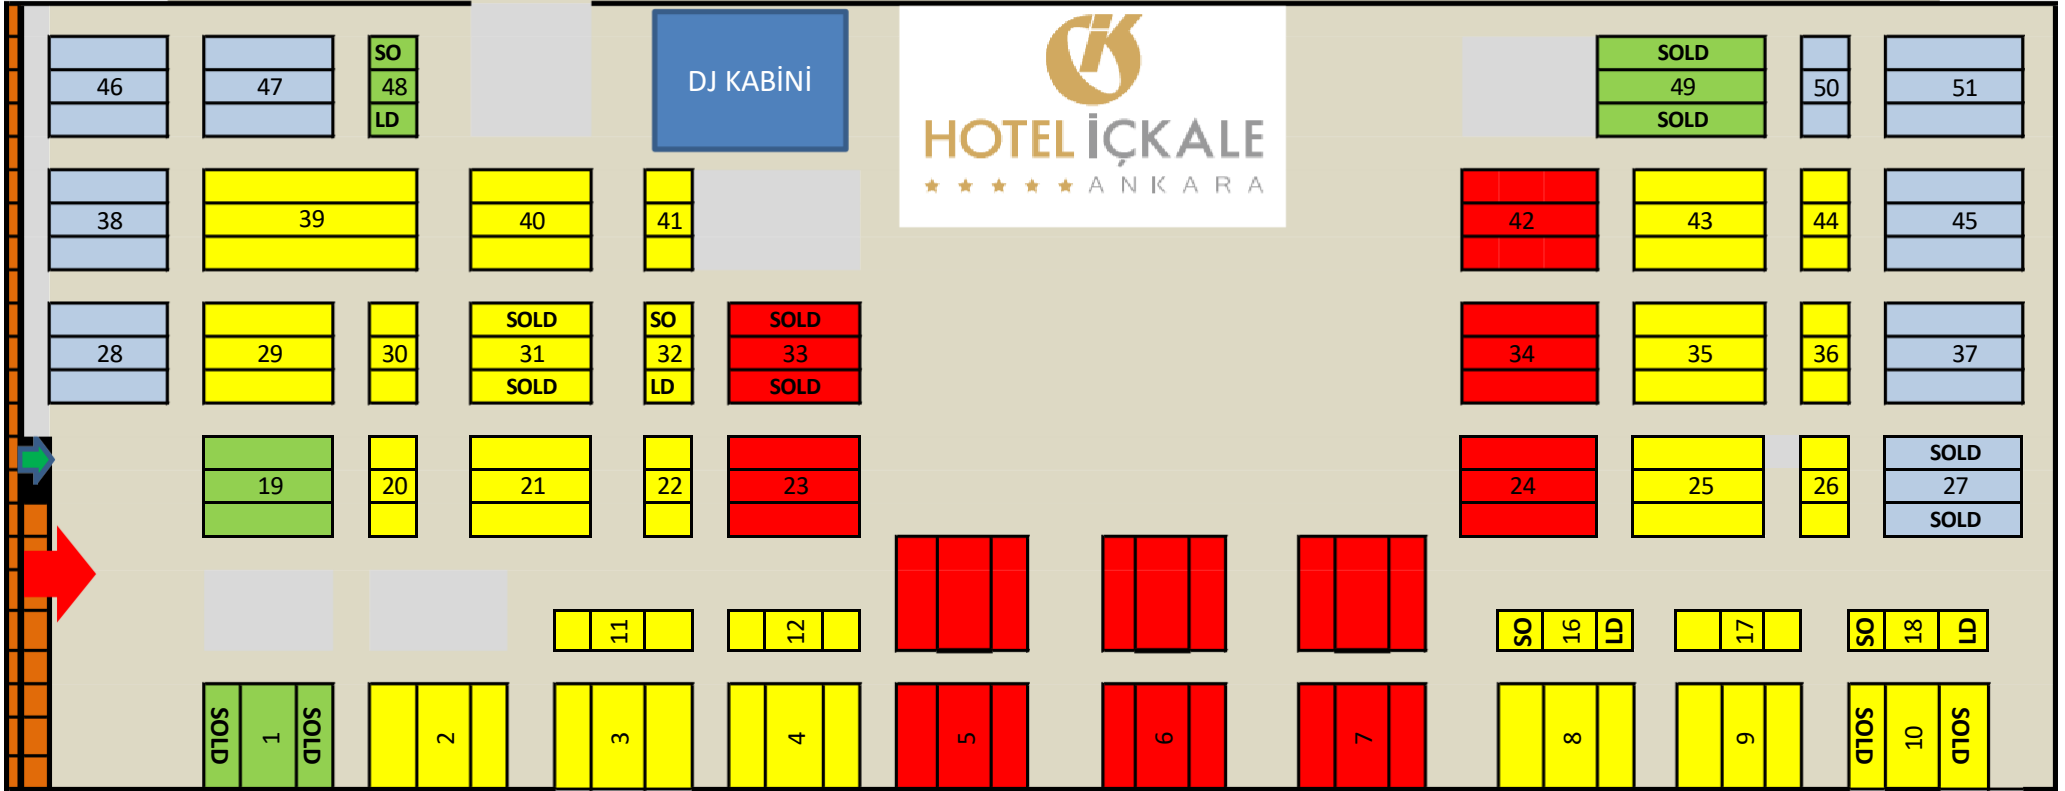 SO
LD
SOLD
SOLD
46
47
48
DJ KABİNİ
HOTEL İÇKALE
ANKARA
49
50
51
38
39
40
41
42
43
44
45
SOLD
SO
SOLD
28
29
30
31
32
33
34
35
36
37
SOLD
LD
SOLD
SOLD
19
20
21
22
23
24
25
26
27
SOLD
11
12
SO 16 LD
17
SO 18 LD
SOLD 1 SOLD
2
3
4
5
6
7
8
9
SOLD 10 SOLD